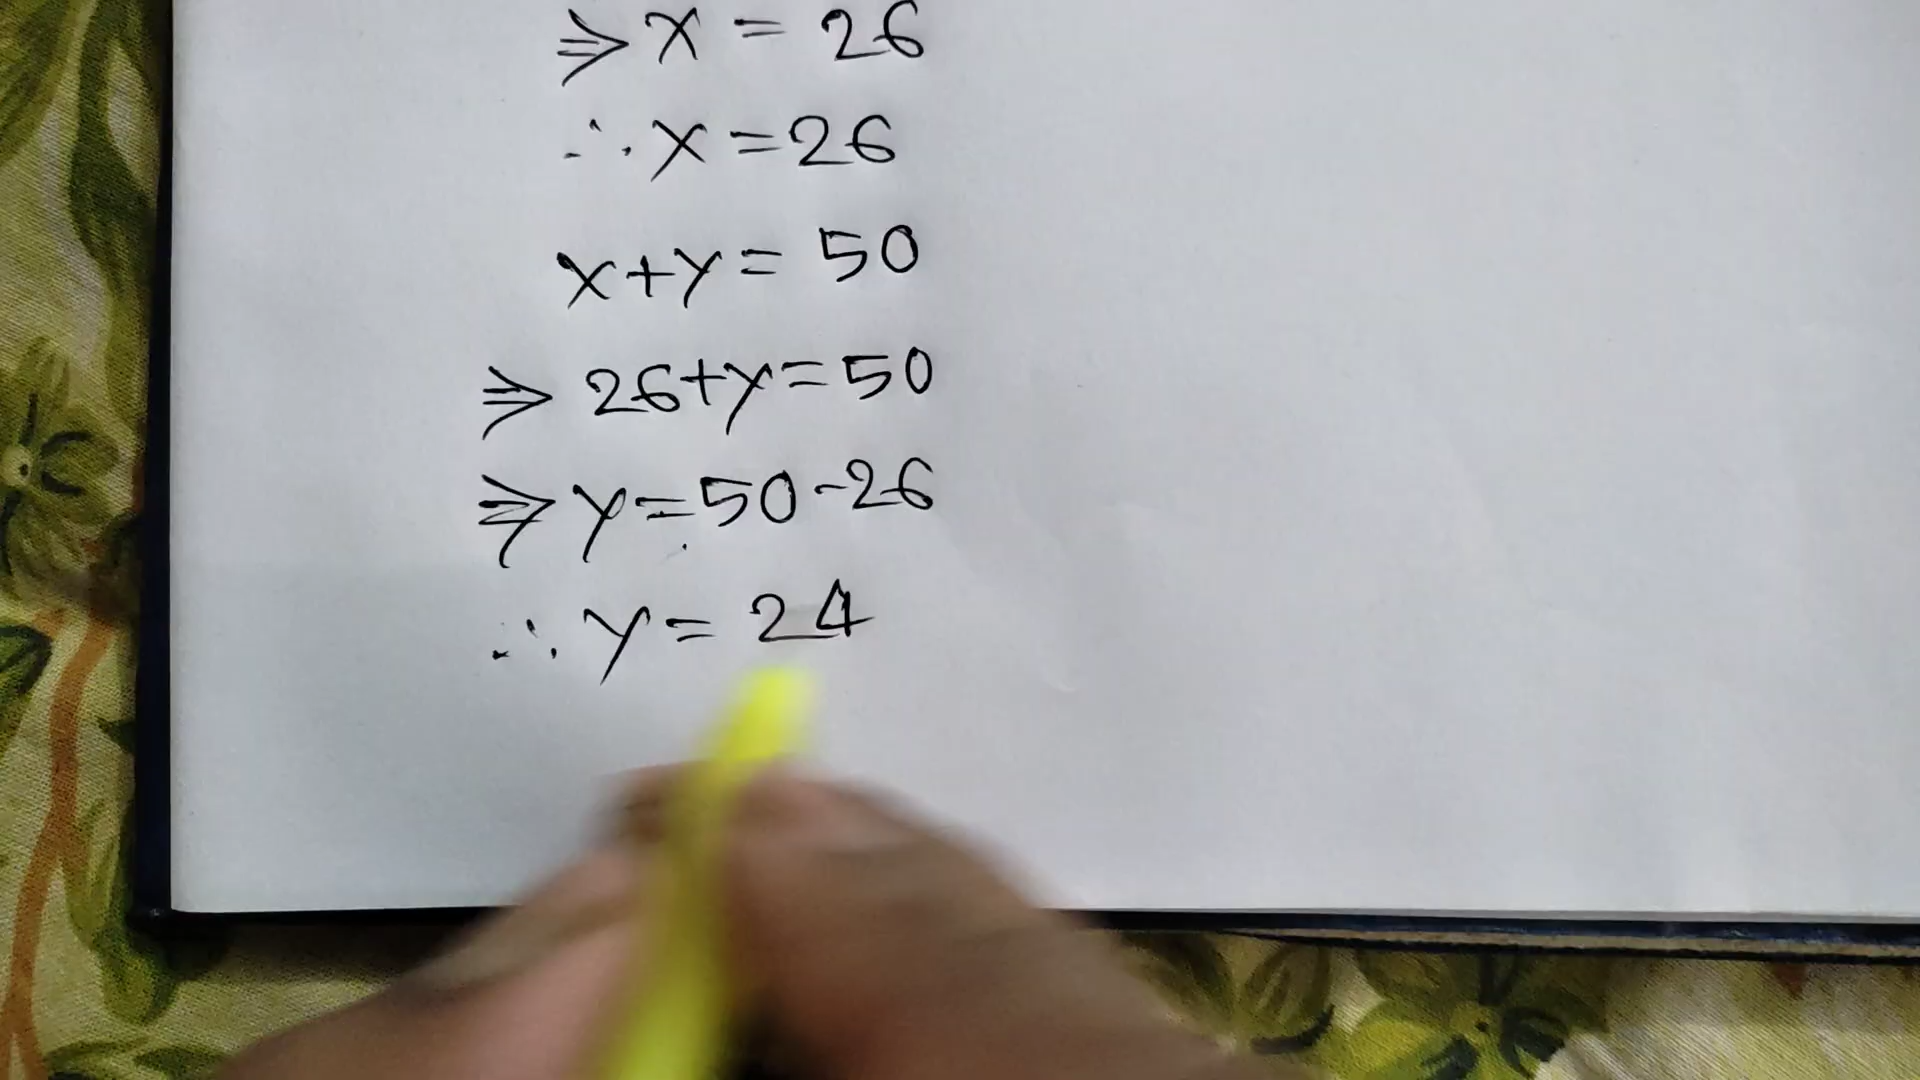 ⇒ x = 26
∴ x = 26
x+y = 50
⇒ 26+y=50
⇒ y=50-26
∴ y = 24